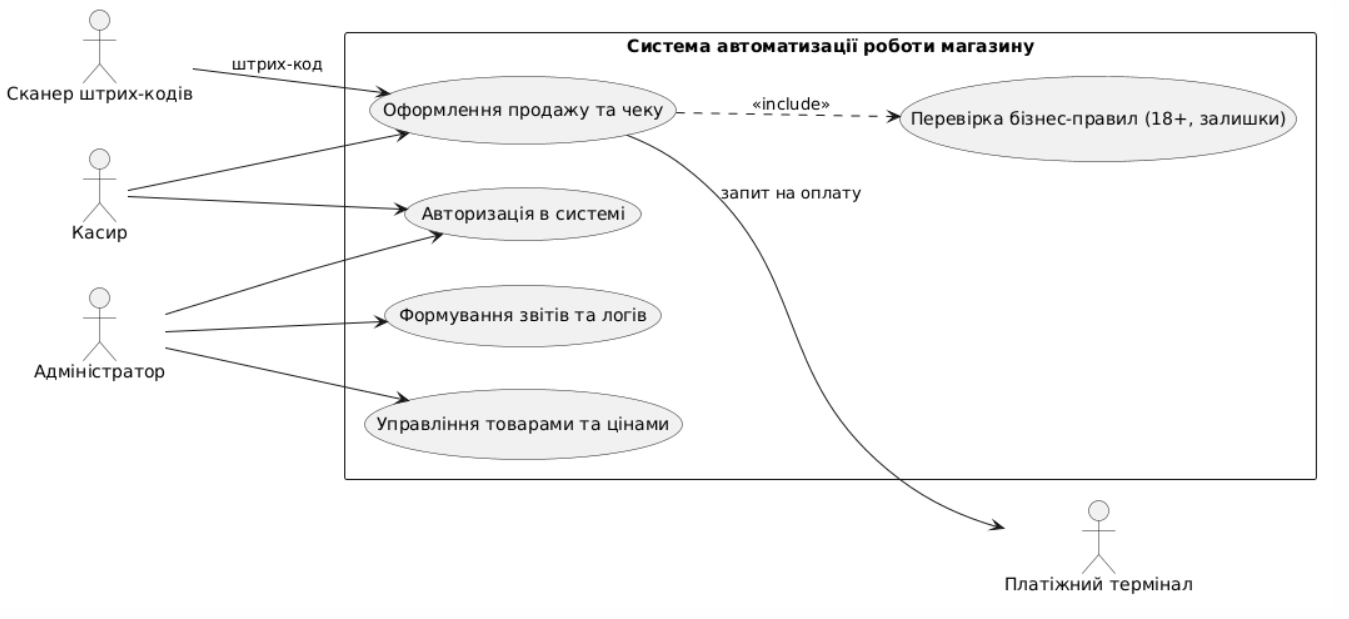 Система автоматизації роботи магазину
Сканер штрих-кодів
штрих-код
Оформлення продажу та чеку
«include»
Перевірка бізнес-правил (18+, залишки)
Касир
Авторизація в системі
запит на оплату
Адміністратор
Формування звітів та логів
Управління товарами та цінами
Платіжний термінал